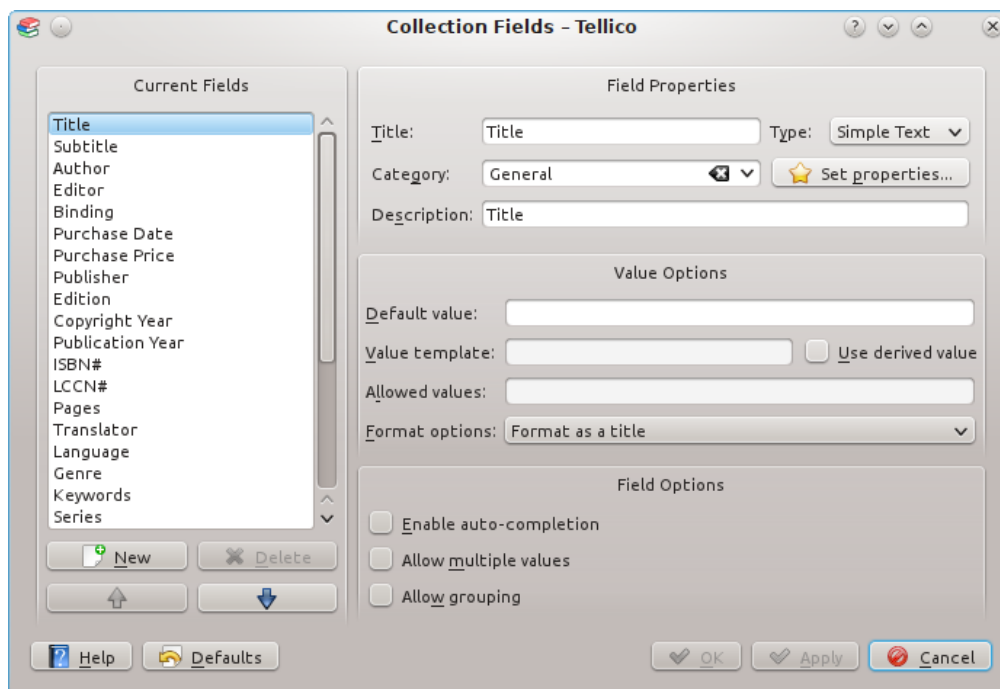 Collection Fields – Tellico
Current Fields
Title
Subtitle
Author
Editor
Binding
Purchase Date
Purchase Price
Publisher
Edition
Copyright Year
Publication Year
ISBN#
LCCN#
Pages
Translator
Language
Genre
Keywords
Series
New
Delete
Field Properties
Title: Title Type: Simple Text
Category: General Set properties...
Description: Title
Value Options
Default value:
Value template: Use derived value
Allowed values:
Format options: Format as a title
Field Options
Enable auto-completion
Allow multiple values
Allow grouping
Help Defaults OK Apply Cancel